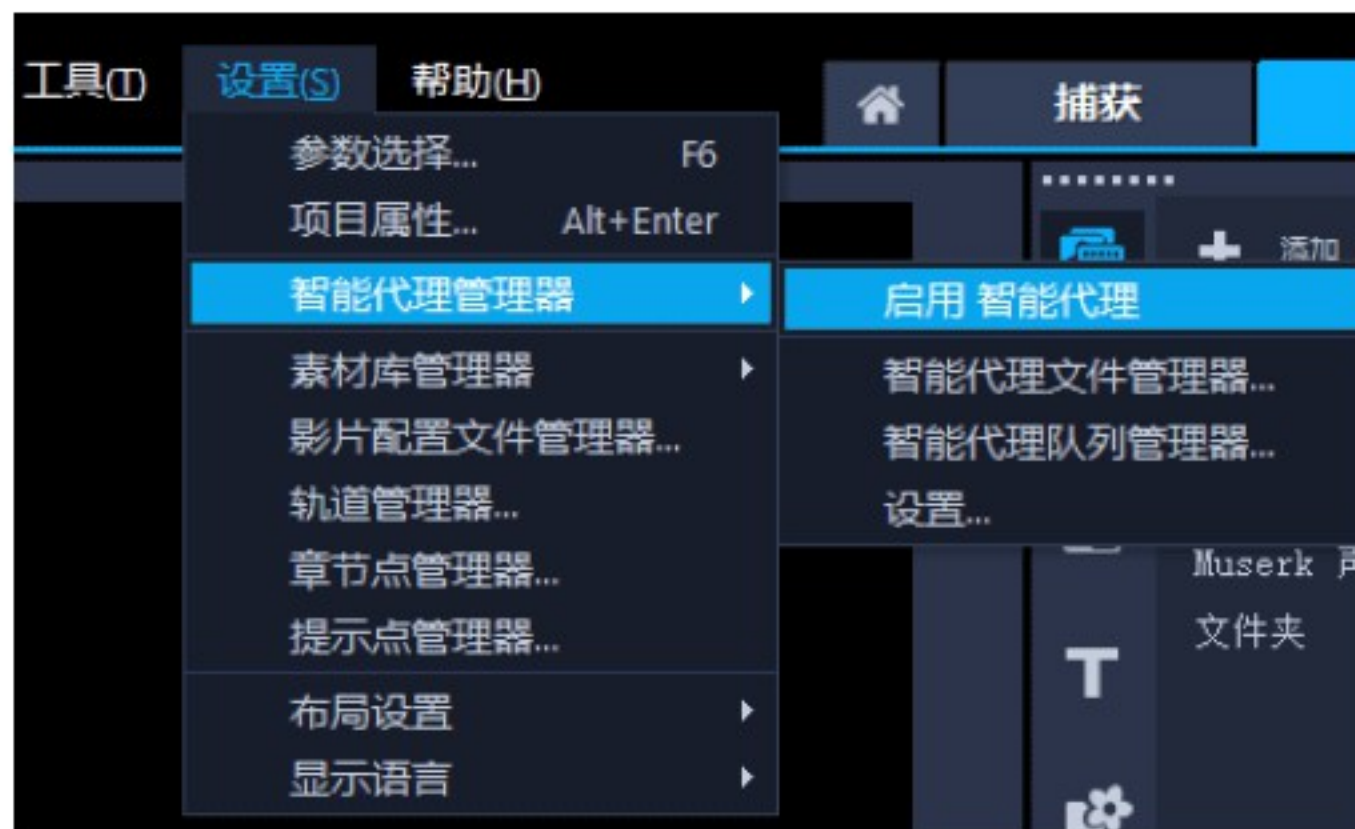 工具(T) 设置(S) 帮助(H)
捕获
参数选择... F6
项目属性... Alt+Enter
添加
智能代理管理器
启用 智能代理
素材库管理器
智能代理文件管理器...
影片配置文件管理器...
智能代理队列管理器...
轨道管理器...
设置...
章节点管理器...
Muserk
提示点管理器...
文件夹
布局设置
显示语言